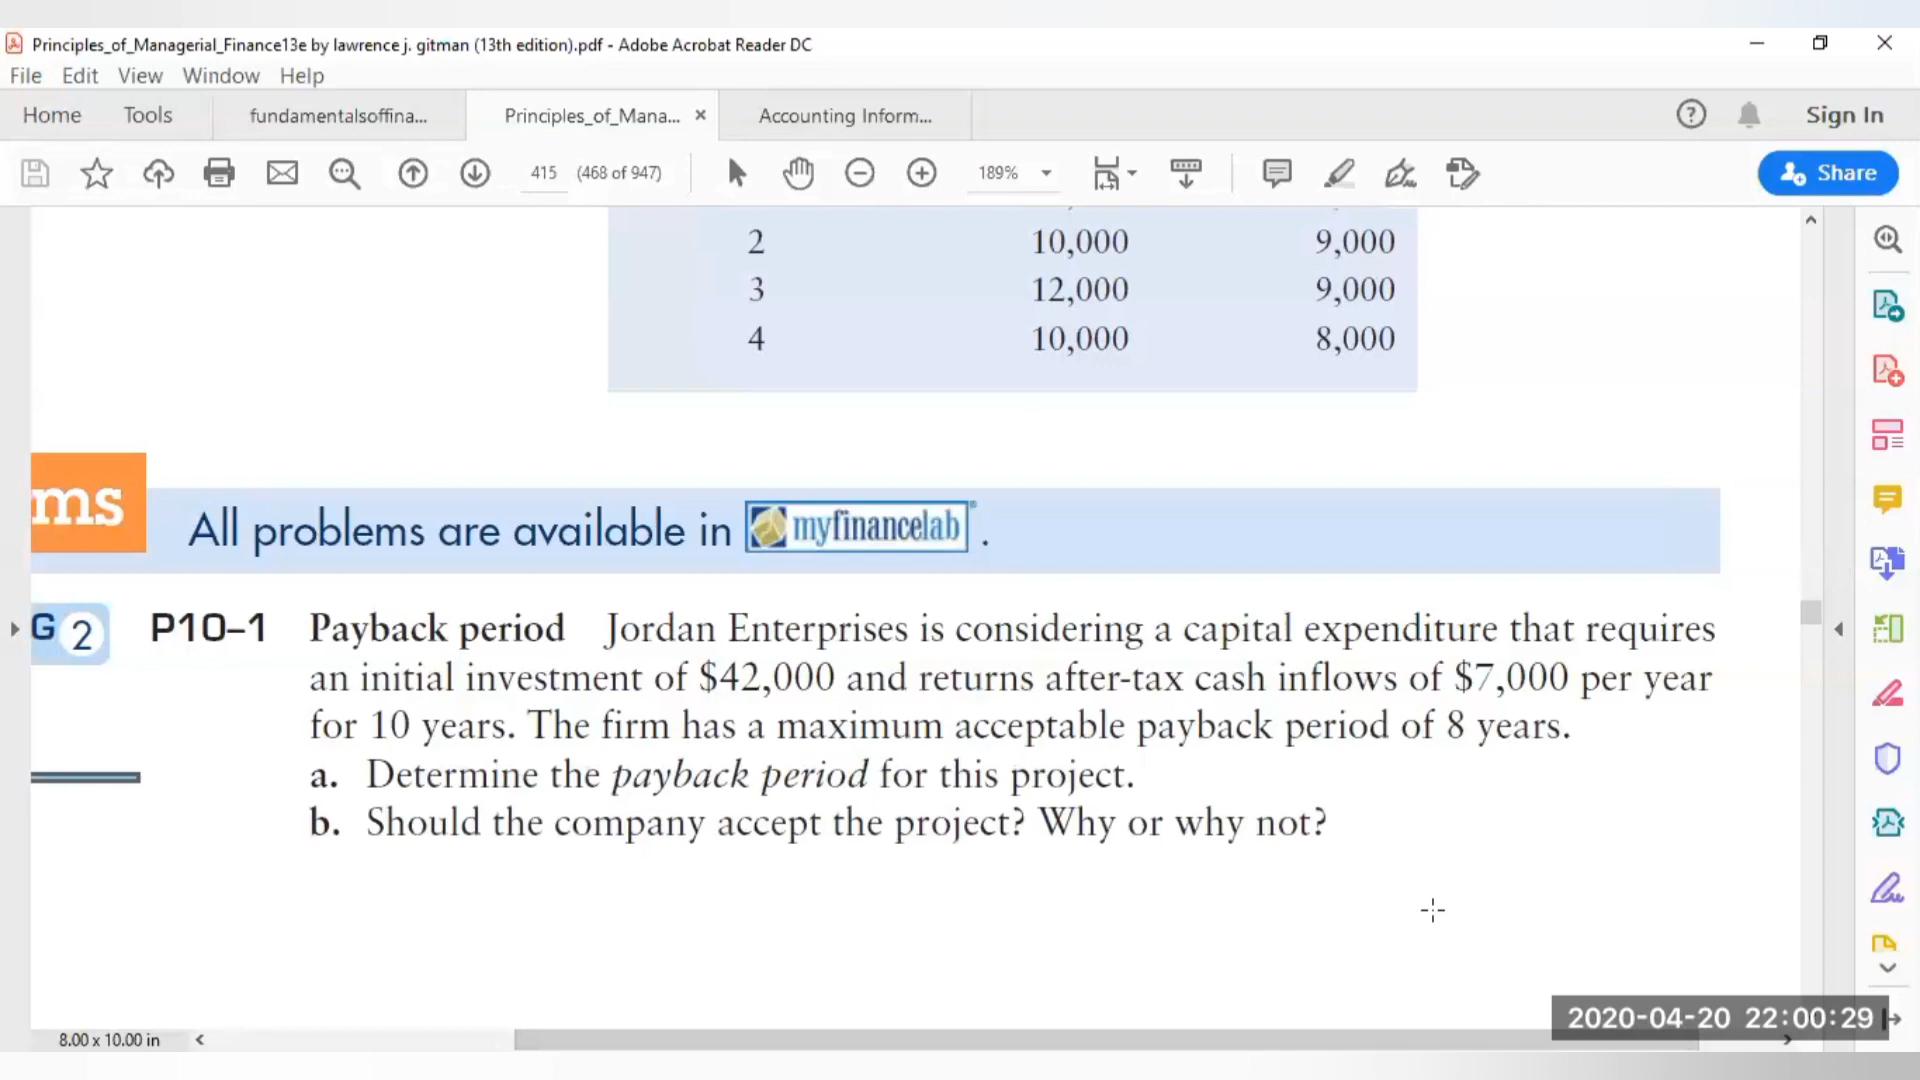 Principles_of_Managerial_Finance13e by lawrence j. gitman (13th edition).pdf - Adobe Acrobat Reader DC
File Edit View Window Help
Home Tools fundamentalsoffina... Principles_of_Mana... × Accounting Inform... Sign In
415 (468 of 947) 189% Share
2 10,000 9,000
3 12,000 9,000
4 10,000 8,000
ms
All problems are available in myfinancelab®.
G 2 P10–1 Payback period Jordan Enterprises is considering a capital expenditure that requires
an initial investment of $42,000 and returns after-tax cash inflows of $7,000 per year
for 10 years. The firm has a maximum acceptable payback period of 8 years.
a. Determine the payback period for this project.
b. Should the company accept the project? Why or why not?
2020-04-20 22:00:29
8.00 x 10.00 in